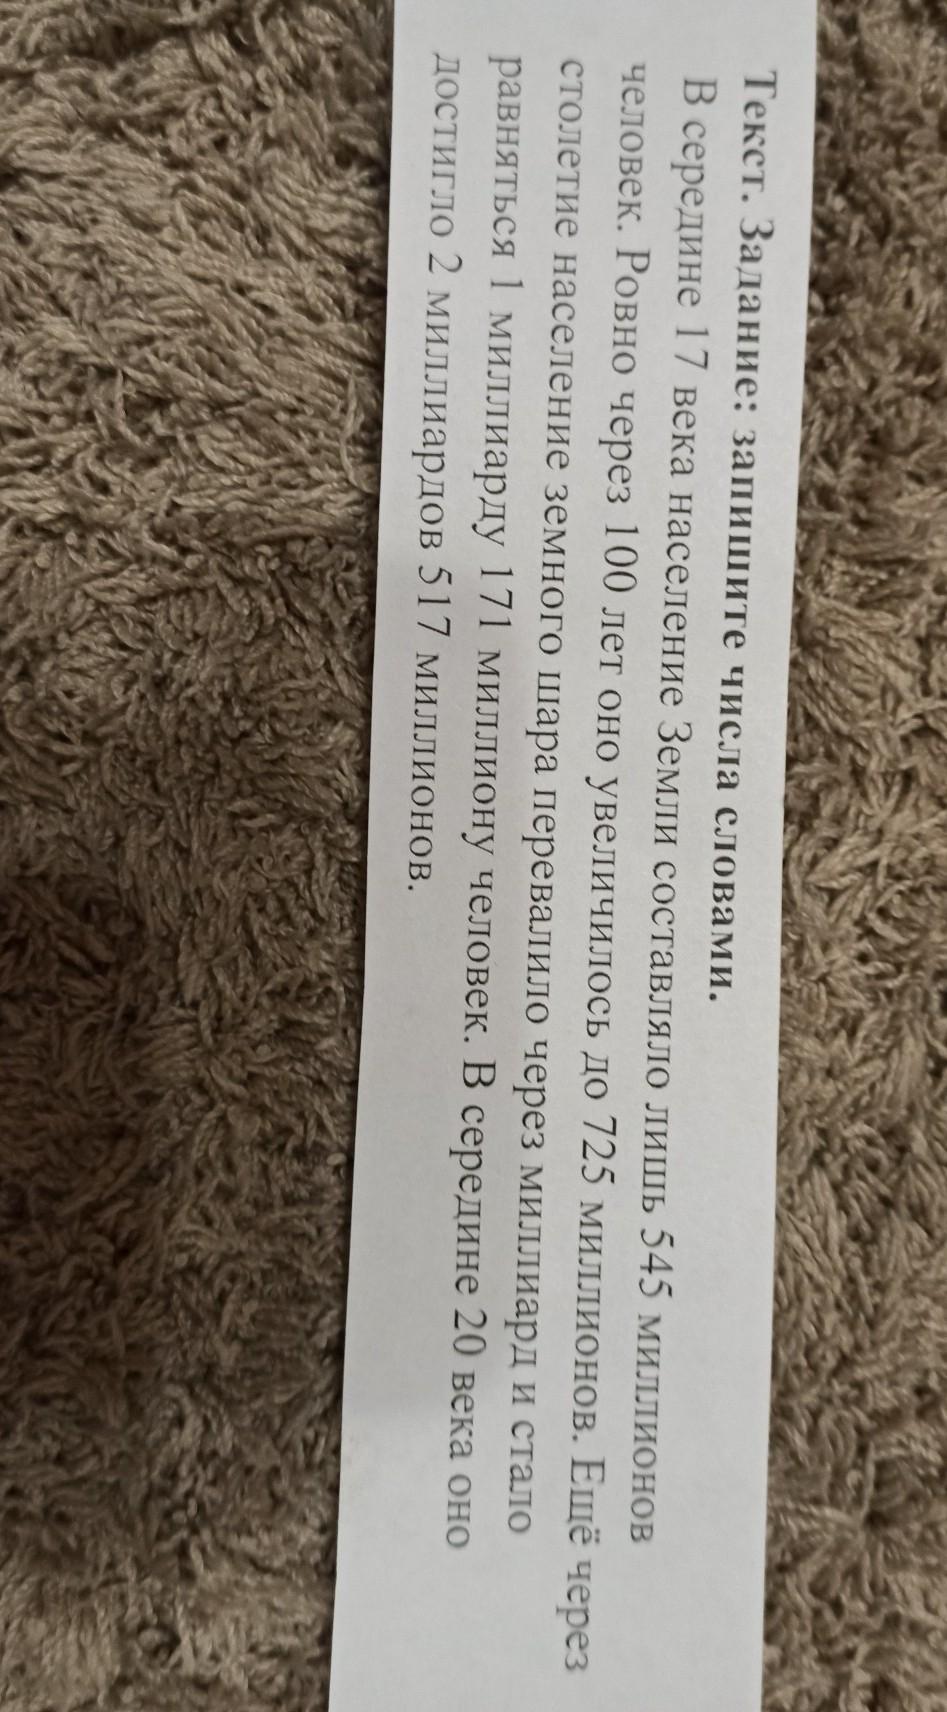 Текст. Задание: запишите числа словами.
В середине 17 века население Земли составляло лишь 545 миллионов
человек. Ровно через 100 лет оно увеличилось до 725 миллионов. Ещё через
столетие население земного шара перевалило через миллиард и стало
равняться 1 миллиарду 171 миллиону человек. В середине 20 века оно
достигло 2 миллиардов 517 миллионов.